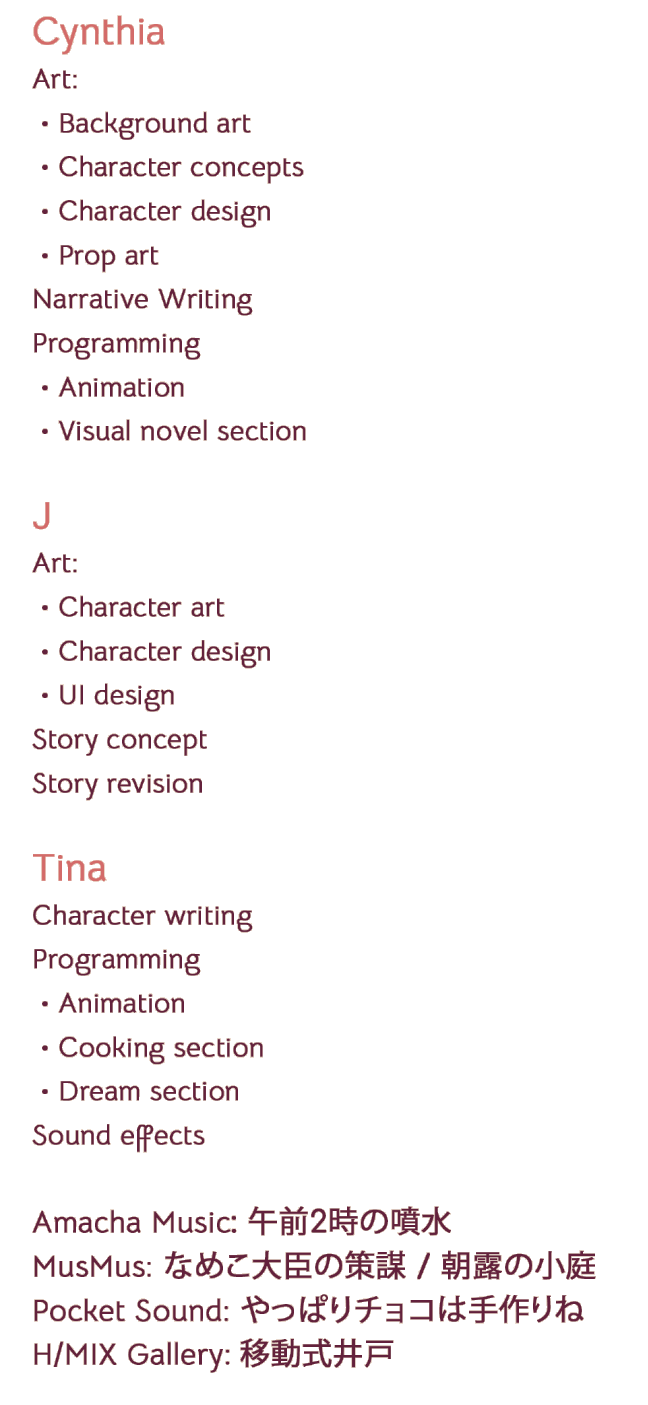 Cynthia
Art:
・Background art
・Character concepts
・Character design
・Prop art
Narrative Writing
Programming
・Animation
・Visual novel section
J
Art:
・Character art
・Character design
・UI design
Story concept
Story revision
Tina
Character writing
Programming
・Animation
・Cooking section
・Dream section
Sound effects
Amacha Music: 午前2時の噴水
MusMus: なめこ大臣の策謀 / 朝露の小庭
Pocket Sound: やっぱりチョコは手作りね
H/MIX Gallery: 移動式井戸